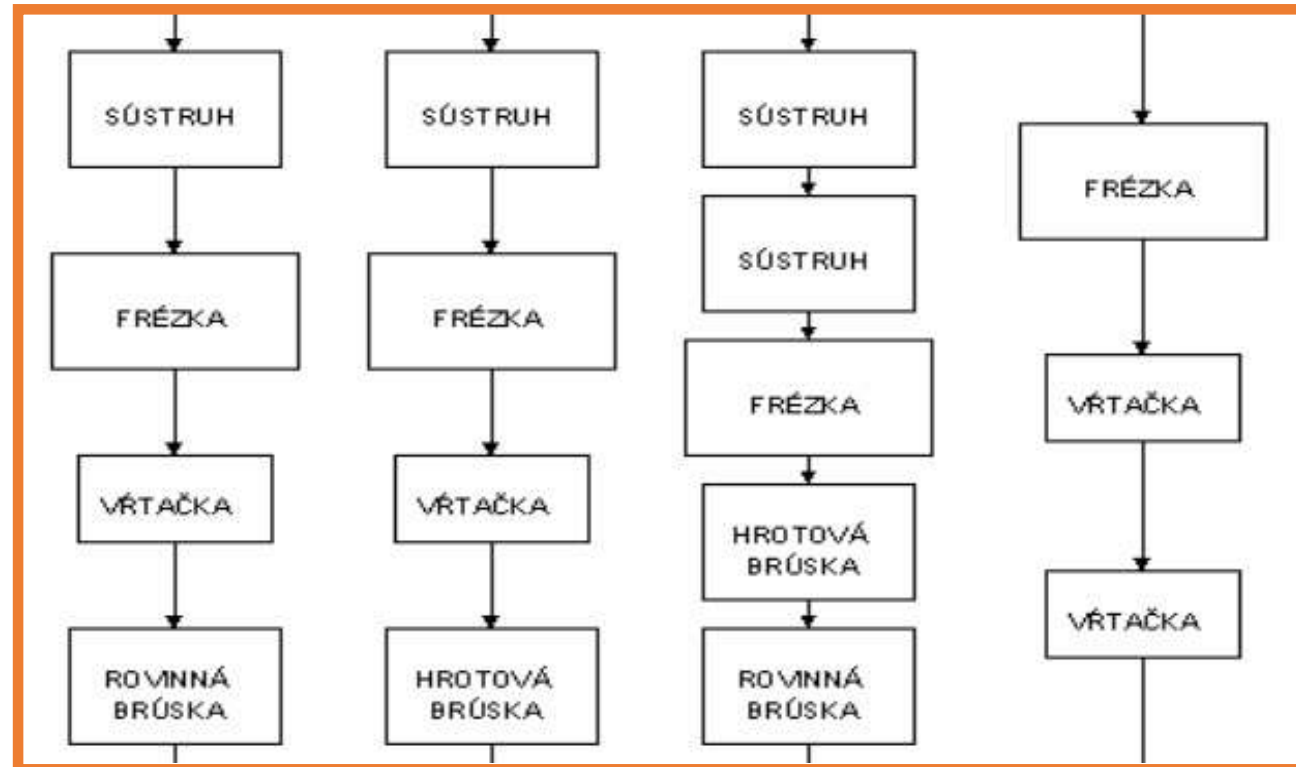 SÚSTRUH
FRÉZKA
VŔTAČKA
ROVINNÁ
BRÚSKA
SÚSTRUH
FRÉZKA
VŔTAČKA
HROTOVÁ
BRÚSKA
SÚSTRUH
SÚSTRUH
FRÉZKA
HROTOVÁ
BRÚSKA
ROVINNÁ
BRÚSKA
FRÉZKA
VŔTAČKA
VŔTAČKA